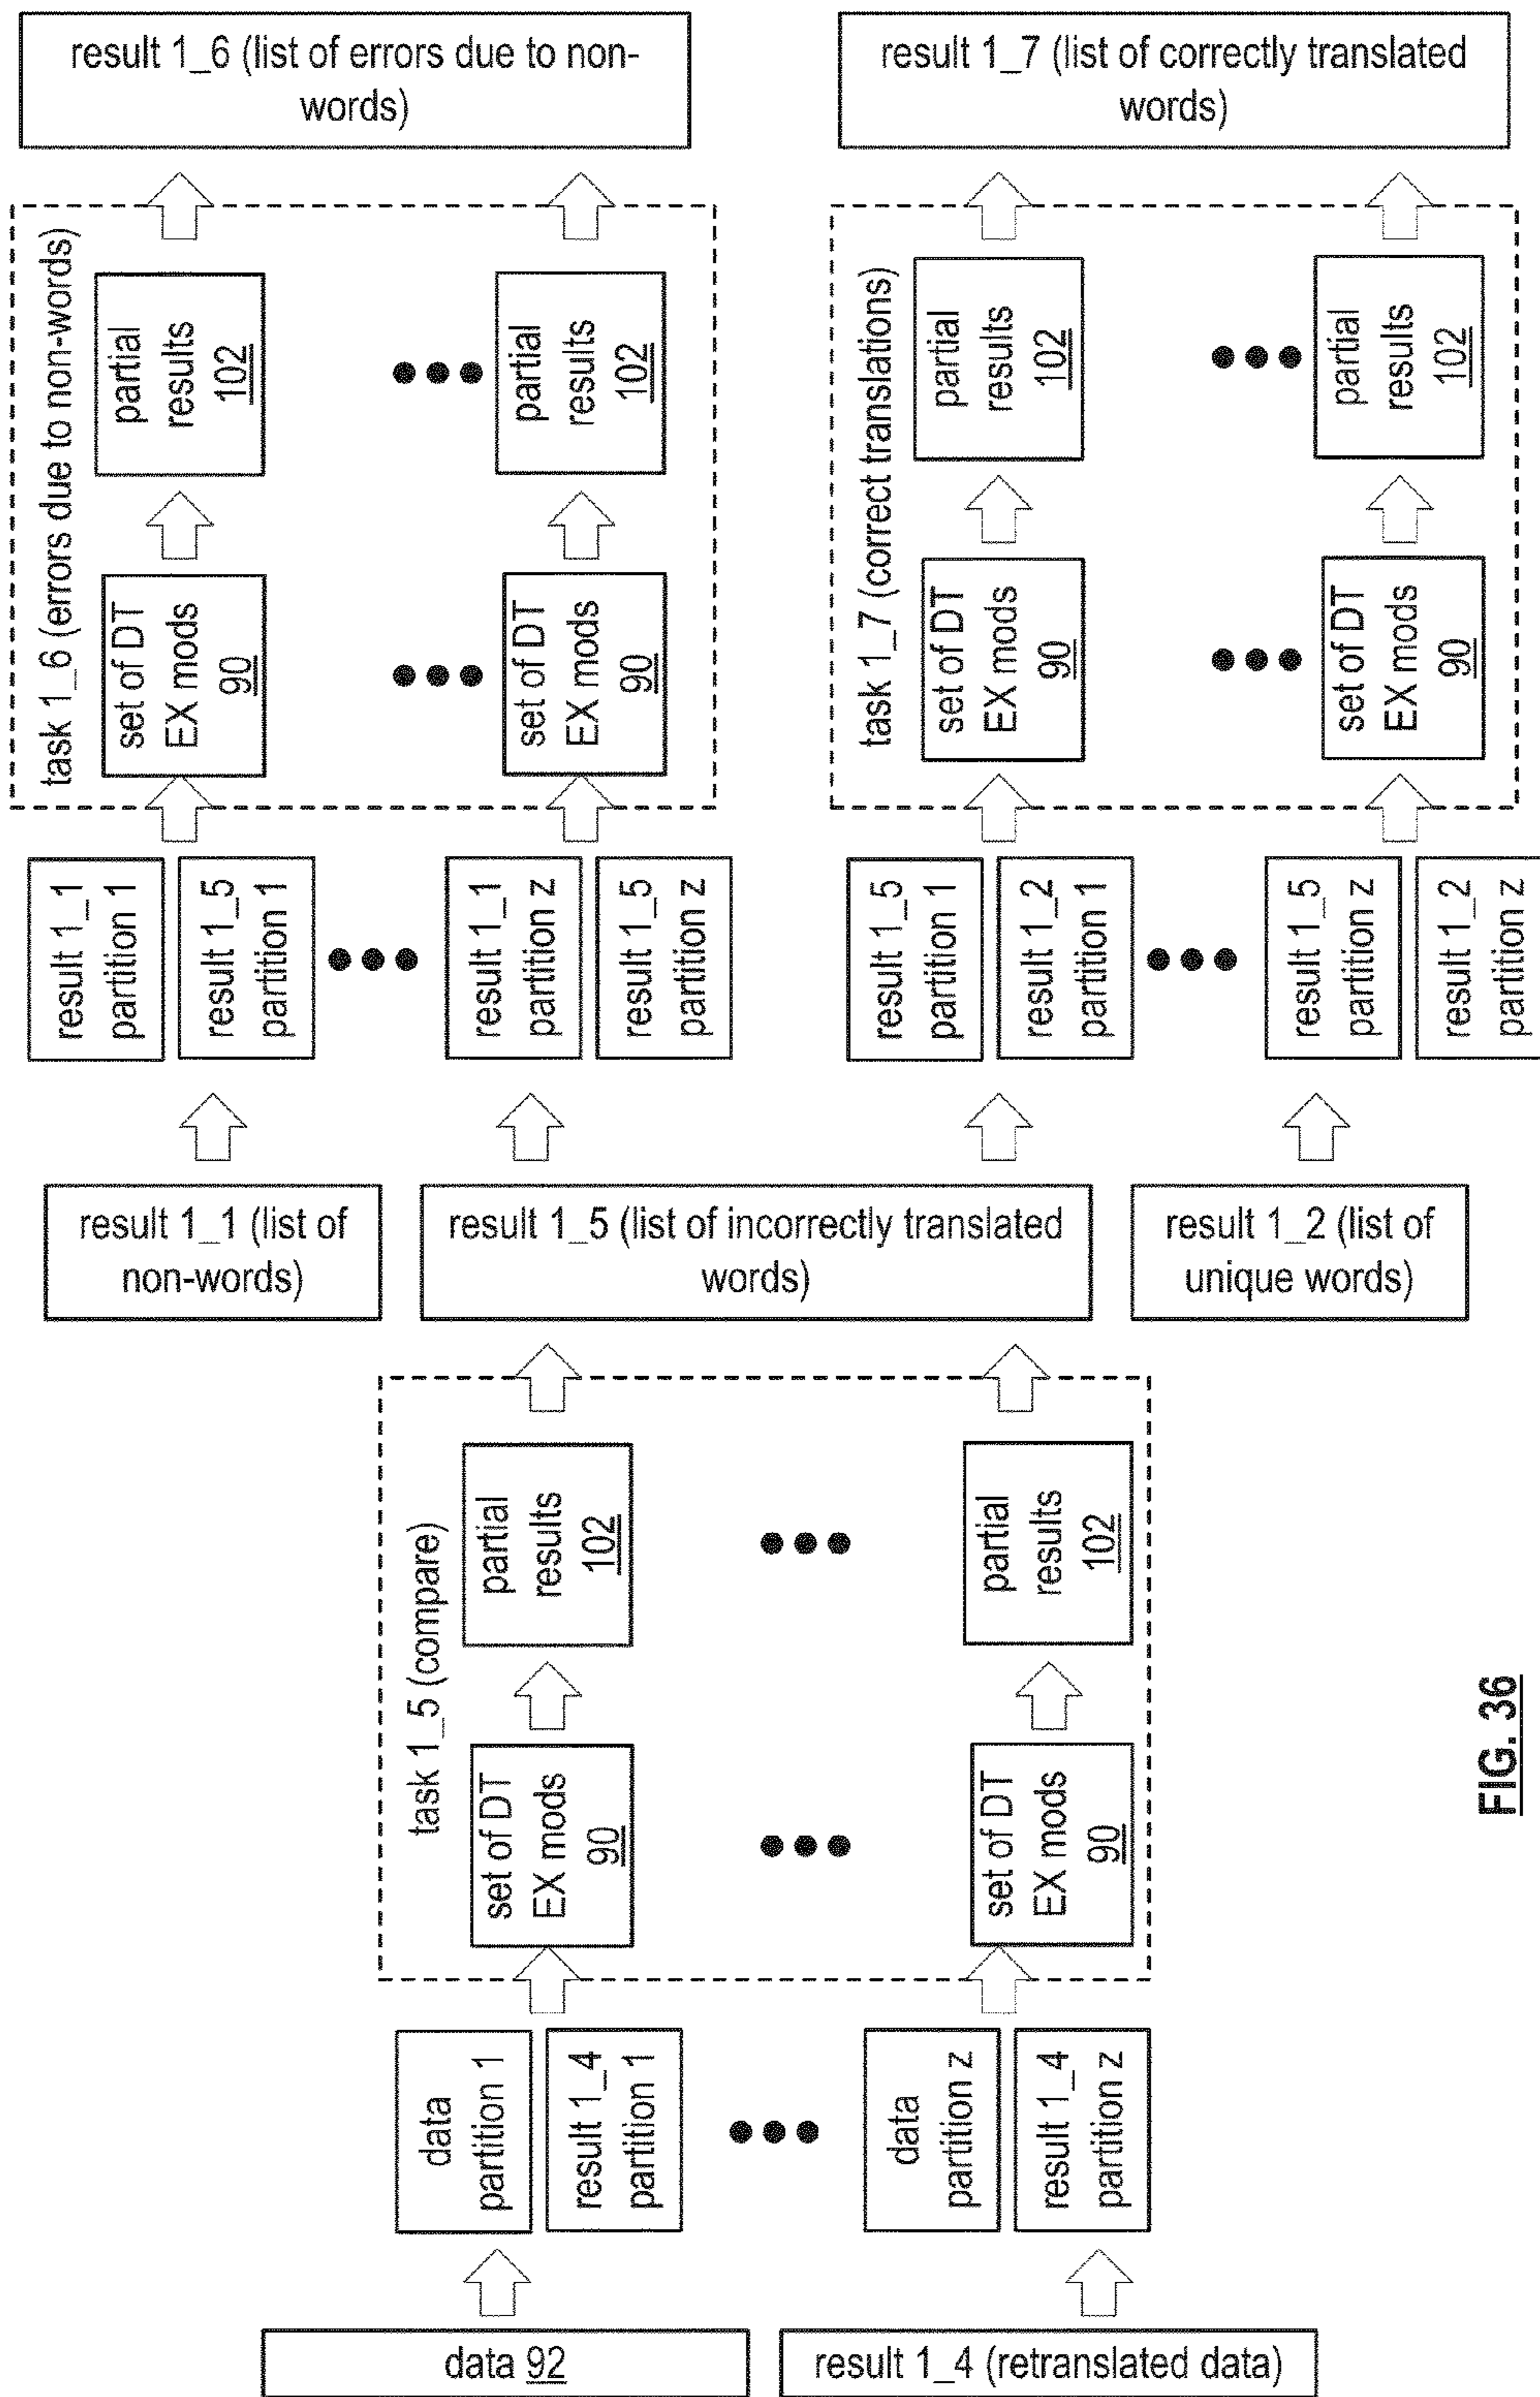 data 92
result 1_4 (retranslated data)
data
partition 1
result 1_4
partition 1
data
partition z
result 1_4
partition z
task 1_5 (compare)
set of DT
EX mods
90
partial
results
102
set of DT
EX mods
90
partial
results
102
result 1_1 (list of
non-words)
result 1_5 (list of incorrectly translated
words)
result 1_2 (list of
unique words)
result 1_1
partition 1
result 1_5
partition 1
result 1_1
partition z
result 1_5
partition z
result 1_5
partition 1
result 1_2
partition 1
result 1_5
partition z
result 1_2
partition z
task 1_6 (errors due to non-words)
set of DT
EX mods
90
partial
results
102
set of DT
EX mods
90
partial
results
102
task 1_7 (correct translations)
set of DT
EX mods
90
partial
results
102
set of DT
EX mods
90
partial
results
102
result 1_6 (list of errors due to non-
words)
result 1_7 (list of correctly translated
words)
FIG. 36